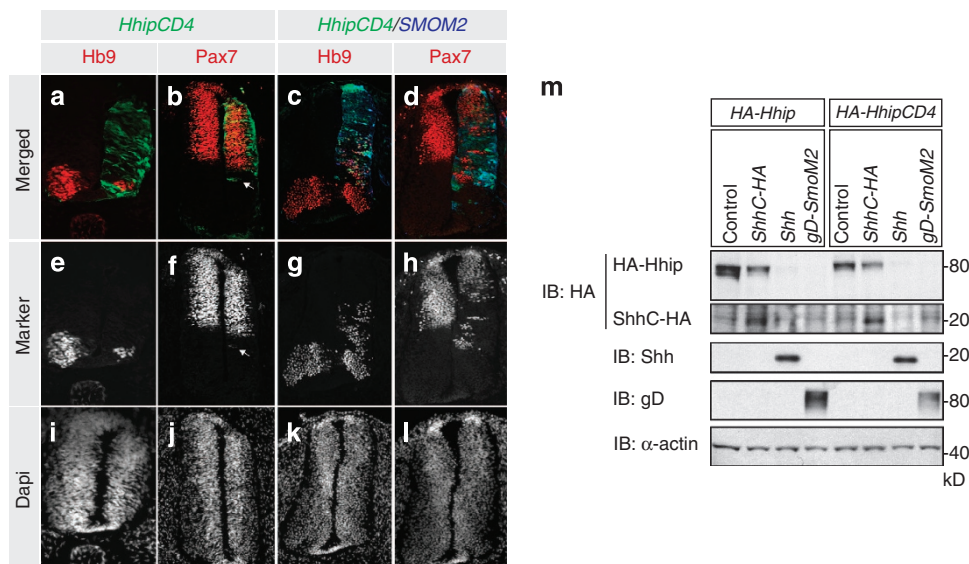 HhipCD4 HhipCD4/SMOM2
Hb9 Pax7 Hb9 Pax7
Merged
a b c d
Marker
e f g h
Dapi
i j k l
m
HA-Hhip HA-HhipCD4
Control ShhC-HA Shh gD-SmoM2 Control ShhC-HA Shh gD-SmoM2
IB: HA
HA-Hhip -80
ShhC-HA -20
IB: Shh -20
IB: gD -80
IB: α-actin -40
kD